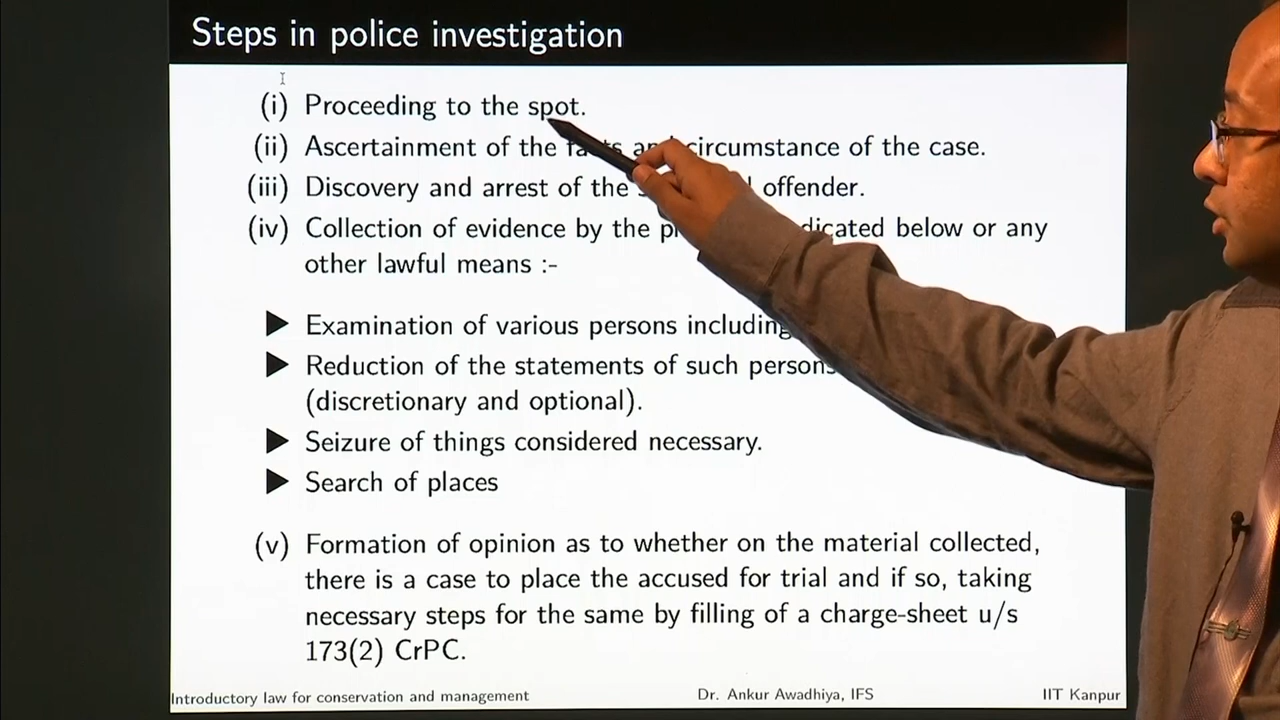 Steps in police investigation
(i) Proceeding to the spot.
(ii) Ascertainment of the facts and circumstance of the case.
(iii) Discovery and arrest of the offender.
(iv) Collection of evidence by the indicated below or any
other lawful means :-
▶ Examination of various persons including
▶ Reduction of the statements of such persons
(discretionary and optional).
▶ Seizure of things considered necessary.
▶ Search of places
(v) Formation of opinion as to whether on the material collected,
there is a case to place the accused for trial and if so, taking
necessary steps for the same by filling of a charge-sheet u/s
173(2) CrPC.
Introductory law for conservation and management Dr. Ankur Awadhiya, IFS IIT Kanpur